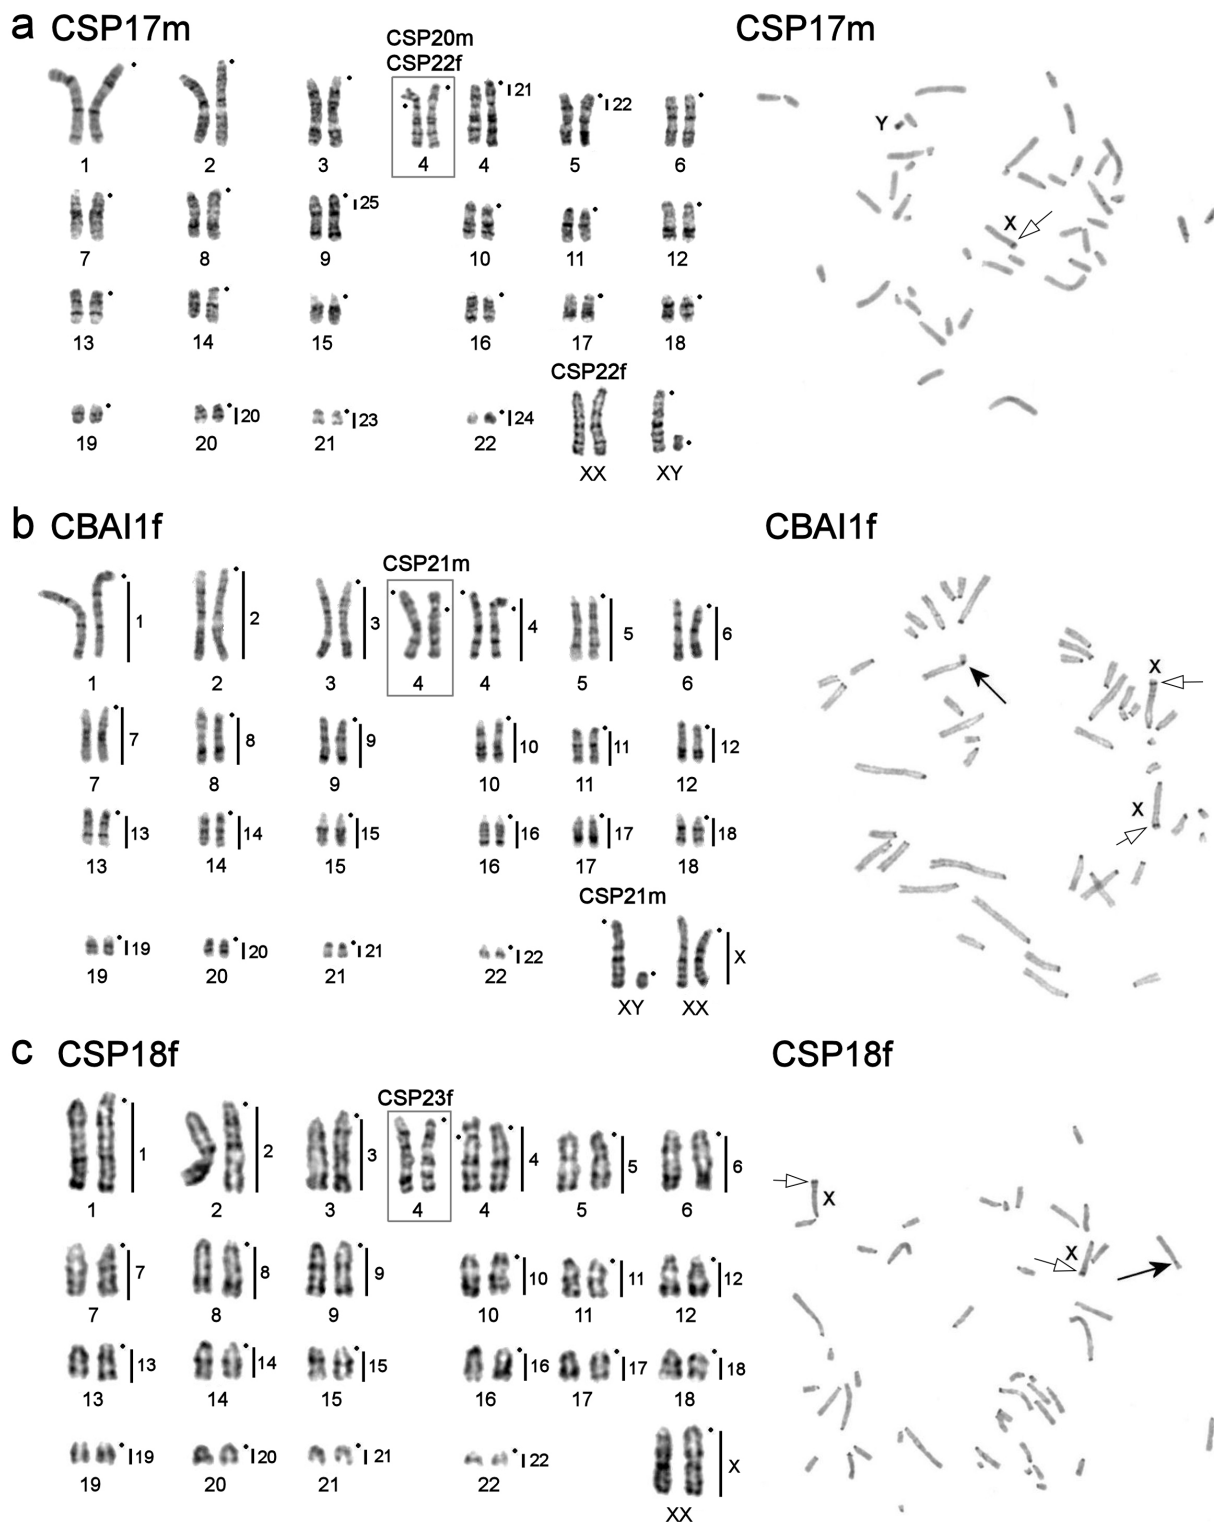 a CSP17m
CSP17m
CSP20m
CSP22f
21 22
1 2 3 4 4 5 6
25
7 8 9 10 11 12
13 14 15 16 17 18
CSP22f
20 23 24
19 20 21 22
XX XY
Y
X
b CBAI1f
CBAI1f
CSP21m
1 2 3 4 5 6
1 2 3 4 4 5 6
7 8 9 10 11 12
7 8 9 10 11 12
13 14 15 16 17 18
13 14 15 16 17 18
CSP21m
19 20 21 22 X
19 20 21 22
XY XX
X
X
c CSP18f
CSP18f
CSP23f
1 2 3 4 5 6
1 2 3 4 4 5 6
7 8 9 10 11 12
7 8 9 10 11 12
13 14 15 16 17 18
13 14 15 16 17 18
19 20 21 22 X
19 20 21 22
XX
X
X